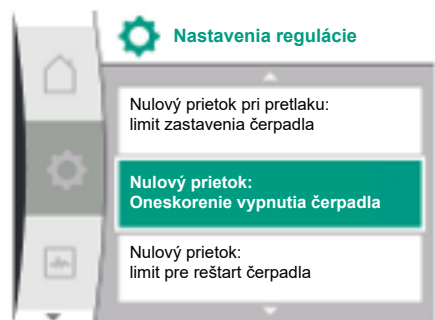 Nastavenia regulácie
Nulový prietok pri pretlaku:
limit zastavenia čerpadla
Nulový prietok:
Oneskorenie vypnutia čerpadla
Nulový prietok:
limit pre reštart čerpadla